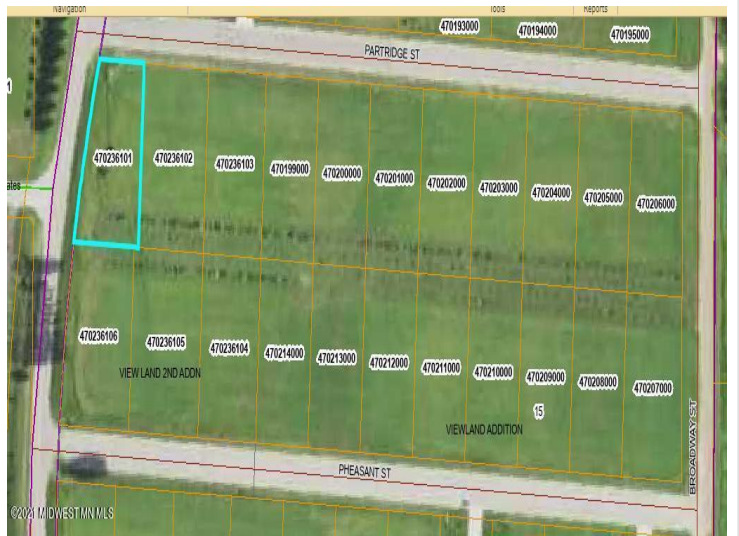 Navigation
Tools
Reports
470193000
470194000
470195000
PARTRIDGE ST
1
470236101
470236102
470236103
470199000
470200000
470201000
470202000
470203000
470204000
470205000
470206000
ates
470236106
470236105
470236104
470214000
470213000
470212000
470211000
470210000
470209000
470208000
470207000
VIEW LAND 2ND ADDN
15
VIEWLAND ADDITION
BROADWAY ST
PHEASANT ST
©2021 MIDWEST MN MLS